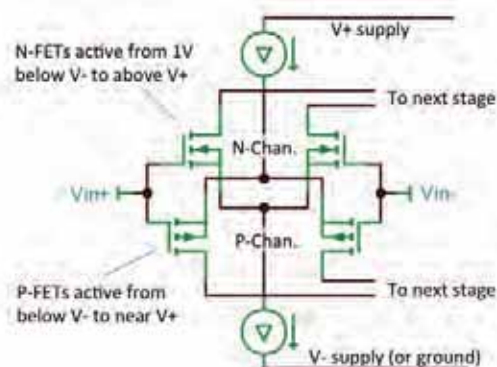 V+ supply
N-FETs active from 1V
below V- to above V+
To next stage
N-Chan.
Vin+
Vin-
P-Chan.
P-FETs active from
below V- to near V+
To next stage
V- supply (or ground)